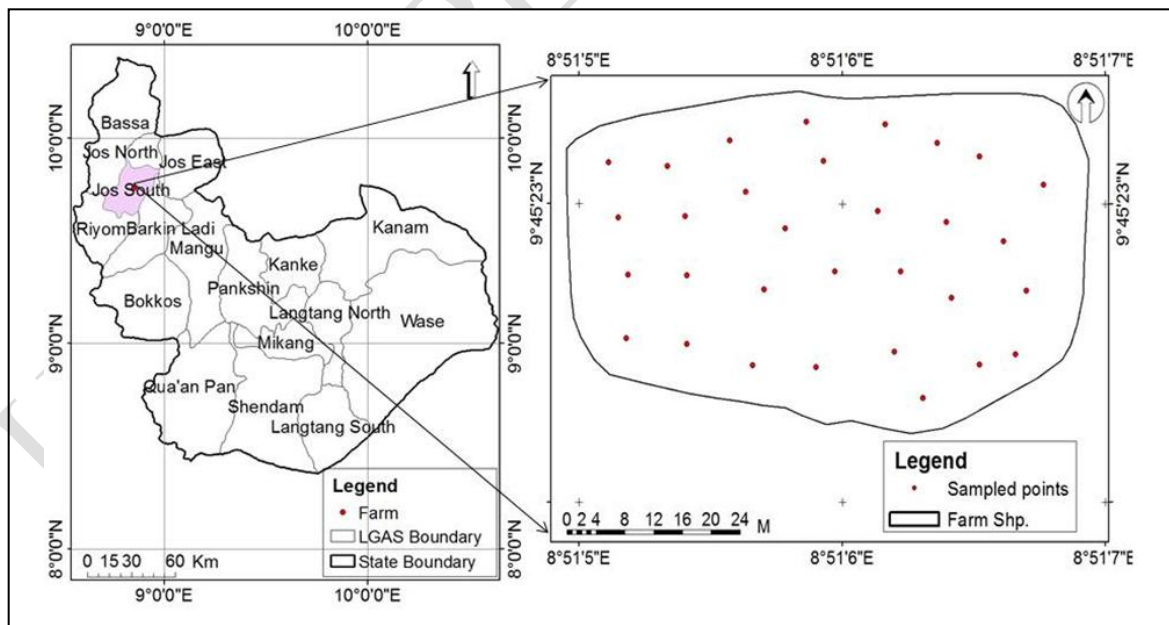 9°0'0"E 10°0'0"E
10°0'0"N
9°0'0"N
8°0'0"N
Bassa
Jos North
Jos East
Jos South
Riyom
Barkin Ladi
Mangu
Kanam
Kanke
Pankshin
Bokkos
Langtang North
Wase
Mikang
Qua'an Pan
Shendam
Langtang South
Legend
Farm
LGAS Boundary
State Boundary
0 15 30 60 Km
10°0'0"N
9°0'0"N
8°0'0"N
9°0'0"E 10°0'0"E
8°51'5"E 8°51'6"E 8°51'7"E
9°45'23"N
9°45'23"N
Legend
Sampled points
Farm Shp.
0 2 4 8 12 16 20 24 M
8°51'5"E 8°51'6"E 8°51'7"E